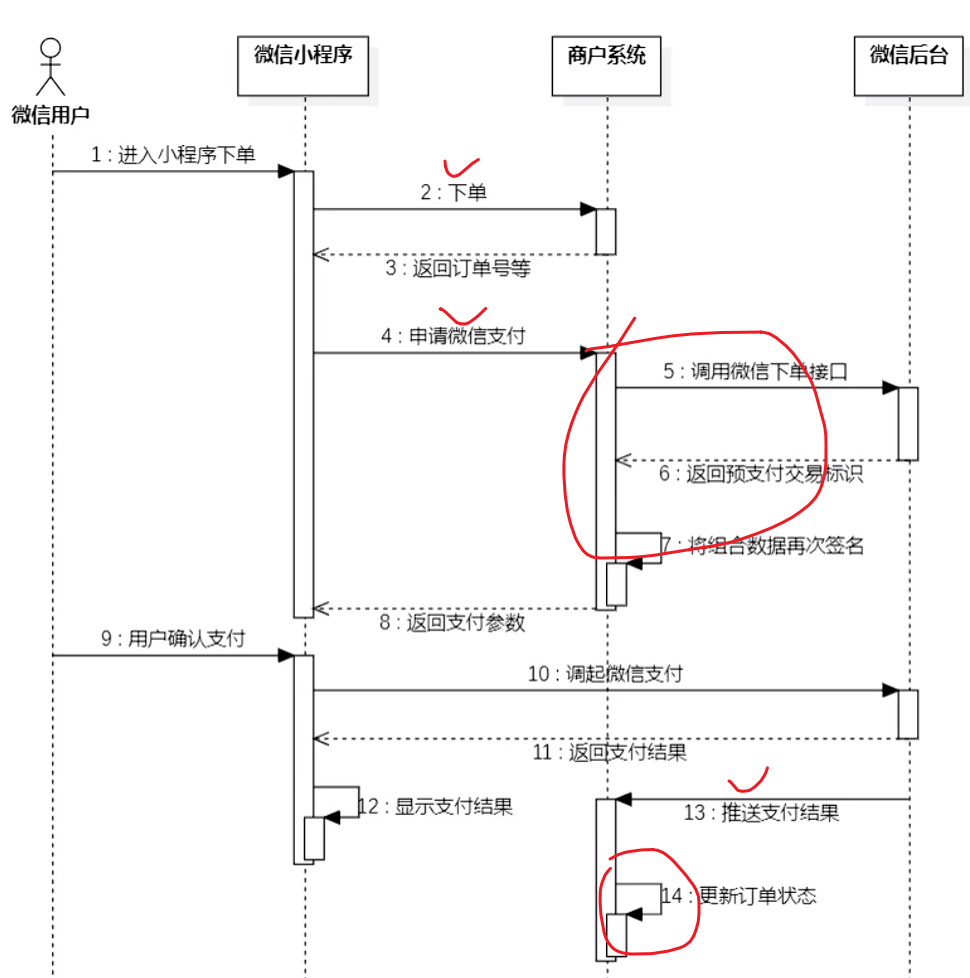 微信小程序
商户系统
微信后台
微信用户
1 : 进入小程序下单
2 : 下单
3 : 返回订单号等
4 : 申请微信支付
5 : 调用微信下单接口
6 : 返回预支付交易标识
7 : 将组合数据再次签名
8 : 返回支付参数
9 : 用户确认支付
10 : 调起微信支付
11 : 返回支付结果
12 : 显示支付结果
13 : 推送支付结果
14 : 更新订单状态